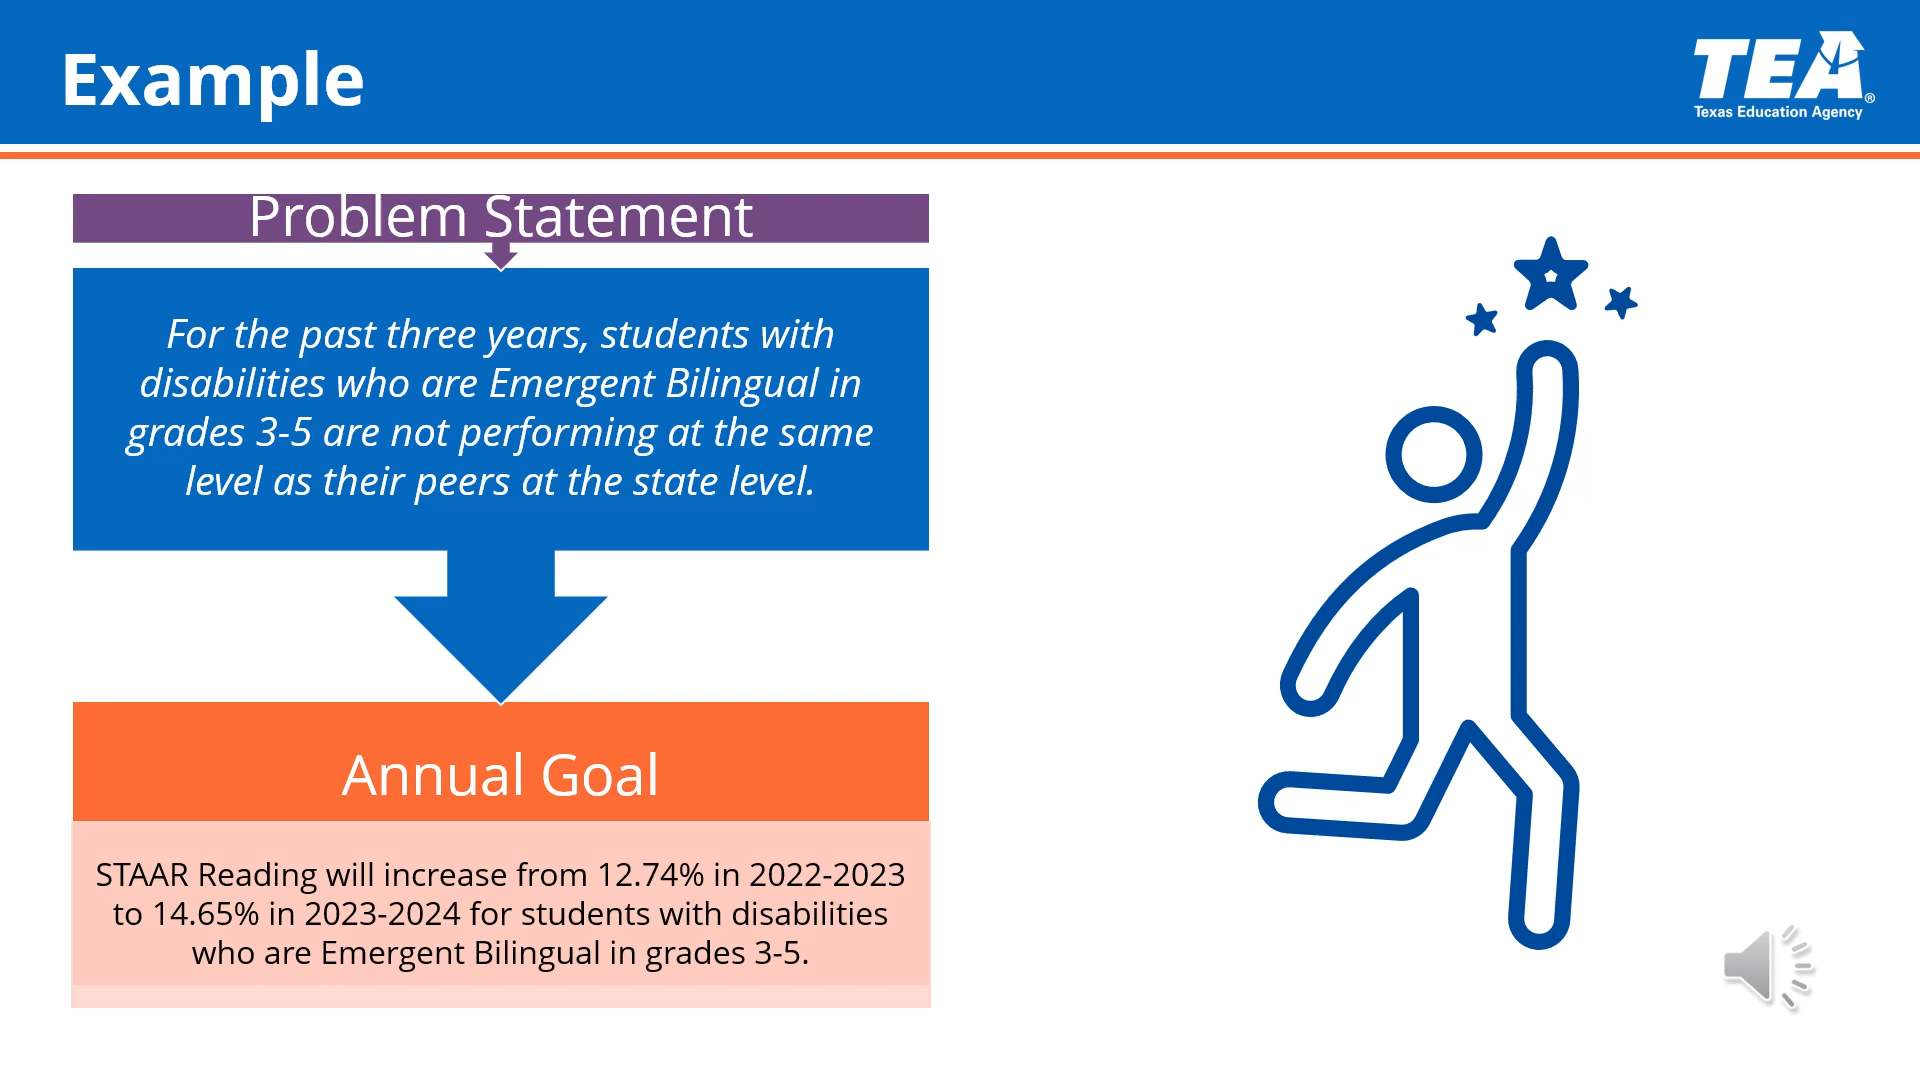 Example
TEA®
Texas Education Agency
Problem Statement
For the past three years, students with
disabilities who are Emergent Bilingual in
grades 3-5 are not performing at the same
level as their peers at the state level.
Annual Goal
STAAR Reading will increase from 12.74% in 2022-2023
to 14.65% in 2023-2024 for students with disabilities
who are Emergent Bilingual in grades 3-5.